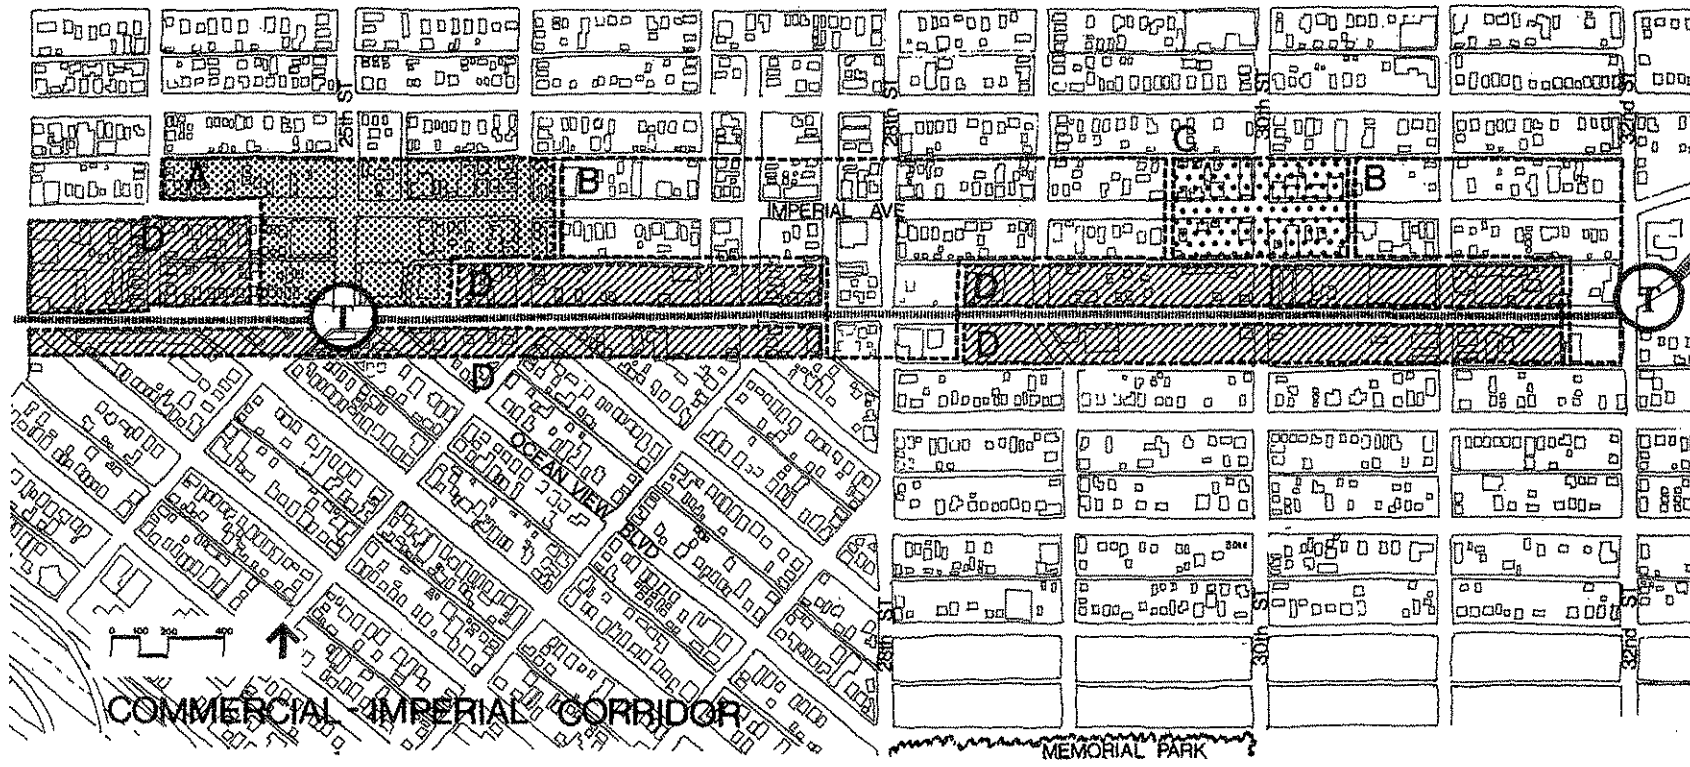 25th ST
28th ST
30th ST
32nd ST
G
A
B
B
IMPERIAL AVE
D
D
D
T
T
D
D
OCEAN VIEW BLVD
28th ST
30th ST
32nd ST
0 100 200 400
COMMERCIAL - IMPERIAL CORRIDOR
MEMORIAL PARK